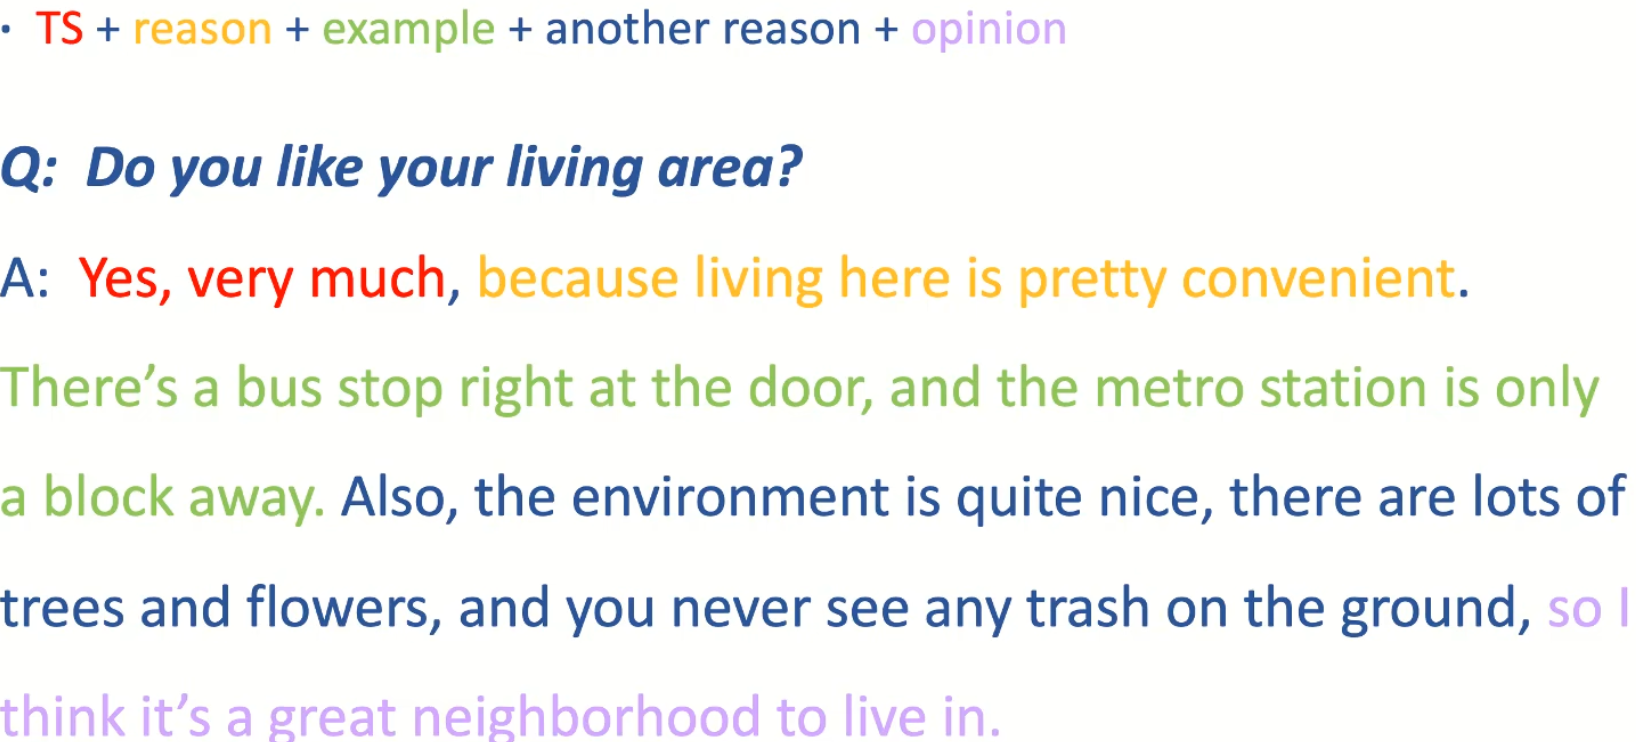 • TS + reason + example + another reason + opinion
Q: Do you like your living area?
A: Yes, very much, because living here is pretty convenient.
There’s a bus stop right at the door, and the metro station is only
a block away. Also, the environment is quite nice, there are lots of
trees and flowers, and you never see any trash on the ground, so I
think it’s a great neighborhood to live in.